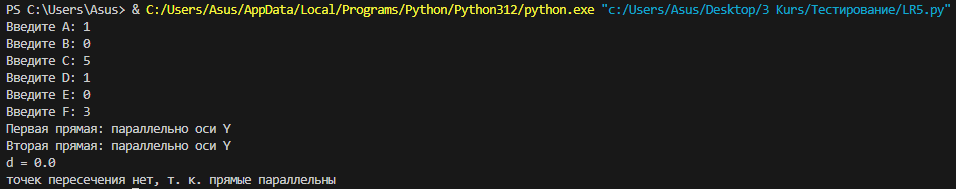 PS C:\Users\Asus> & C:/Users/Asus/AppData/Local/Programs/Python/Python312/python.exe "c:/Users/Asus/Desktop/3 Kurs/Тестирование/LR5.py"
Введите A: 1
Введите B: 0
Введите C: 5
Введите D: 1
Введите E: 0
Введите F: 3
Первая прямая: параллельно оси Y
Вторая прямая: параллельно оси Y
d = 0.0
точек пересечения нет, т. к. прямые параллельны